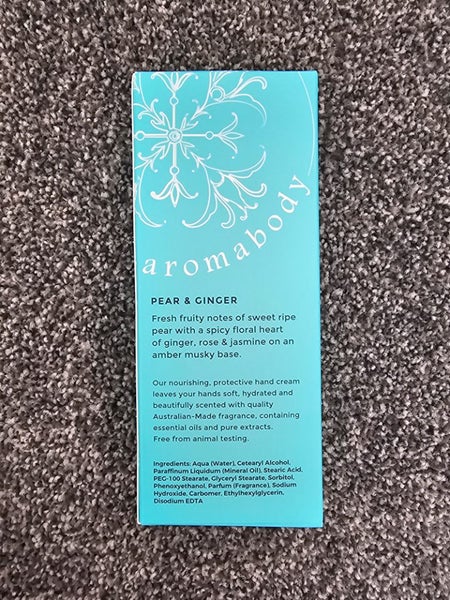 aromabody
PEAR & GINGER
Fresh fruity notes of sweet ripe
pear with a spicy floral heart
of ginger, rose & jasmine on an
amber musky base.
Our nourishing, protective hand cream
leaves your hands soft, hydrated and
beautifully scented with quality
Australian-Made fragrance, containing
essential oils and pure extracts.
Free from animal testing.
Ingredients: Aqua (Water), Cetearyl Alcohol,
Paraffinum Liquidum (Mineral Oil), Stearic Acid,
PEG-100 Stearate, Glyceryl Stearate, Sorbitol,
Phenoxyethanol, Parfum (Fragrance), Sodium
Hydroxide, Carbomer, Ethylhexylglycerin,
Disodium EDTA